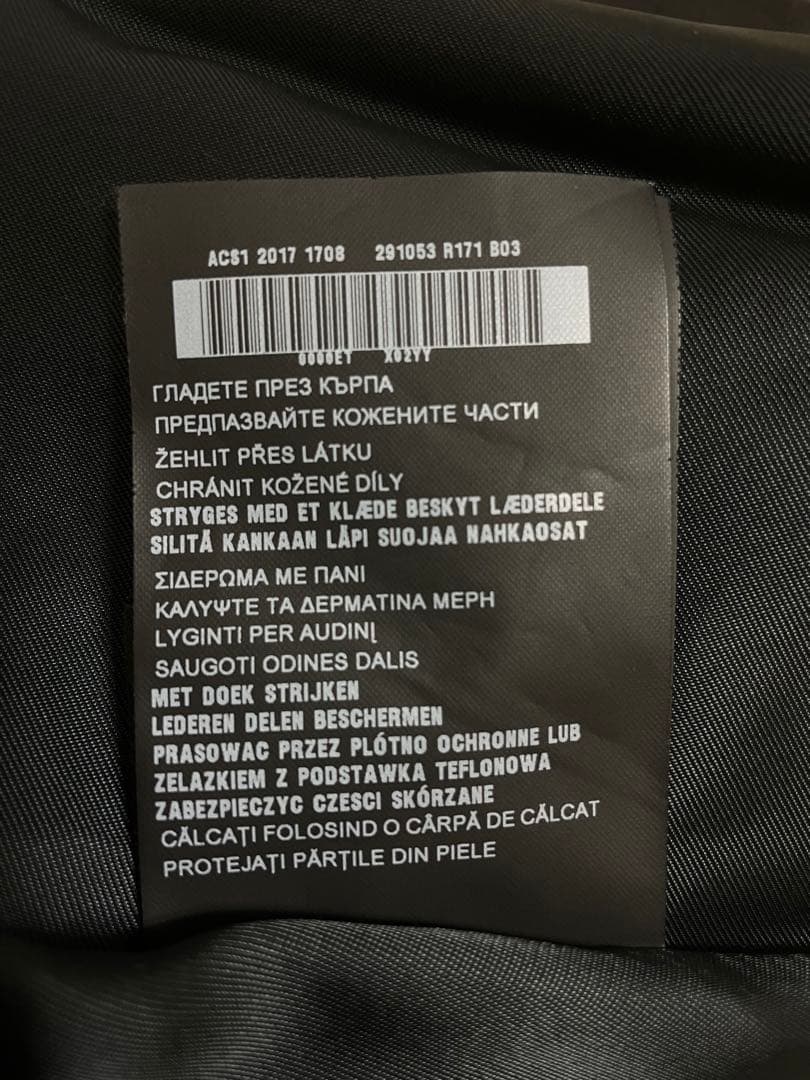 ACS1 2017 1708 291053 R171 B03
0000ET X02YY
ГЛАДЕТЕ ПРЕЗ КЪРПА
ПРЕДПАЗВАЙТЕ КОЖЕНИТЕ ЧАСТИ
ŽEHLIT PŘES LÁTKU
CHRÁNIT KOŽENÉ DÍLY
STRYGES MED ET KLÆDE BESKYT LÆDERDELE
SILITÄ KANKAAN LÄPI SUOJAA NAHKAOSAT
ΣΙΔΕΡΩΜΑ ΜΕ ΠΑΝΙ
ΚΑΛΥΨΤΕ ΤΑ ΔΕΡΜΑΤΙΝΑ ΜΕΡΗ
LYGINTI PER AUDINĮ
SAUGOTI ODINES DALIS
MET DOEK STRIJKEN
LEDEREN DELEN BESCHERMEN
PRASOWAC PRZEZ PLÓTNO OCHRONNE LUB
ZELAZKIEM Z PODSTAWKA TEFLONOWA
ZABEZPIECZYC CZESCI SKÓRZANE
CĂLCAȚI FOLOSIND O CÂRPĂ DE CĂLCAT
PROTEJAȚI PĂRȚILE DIN PIELE